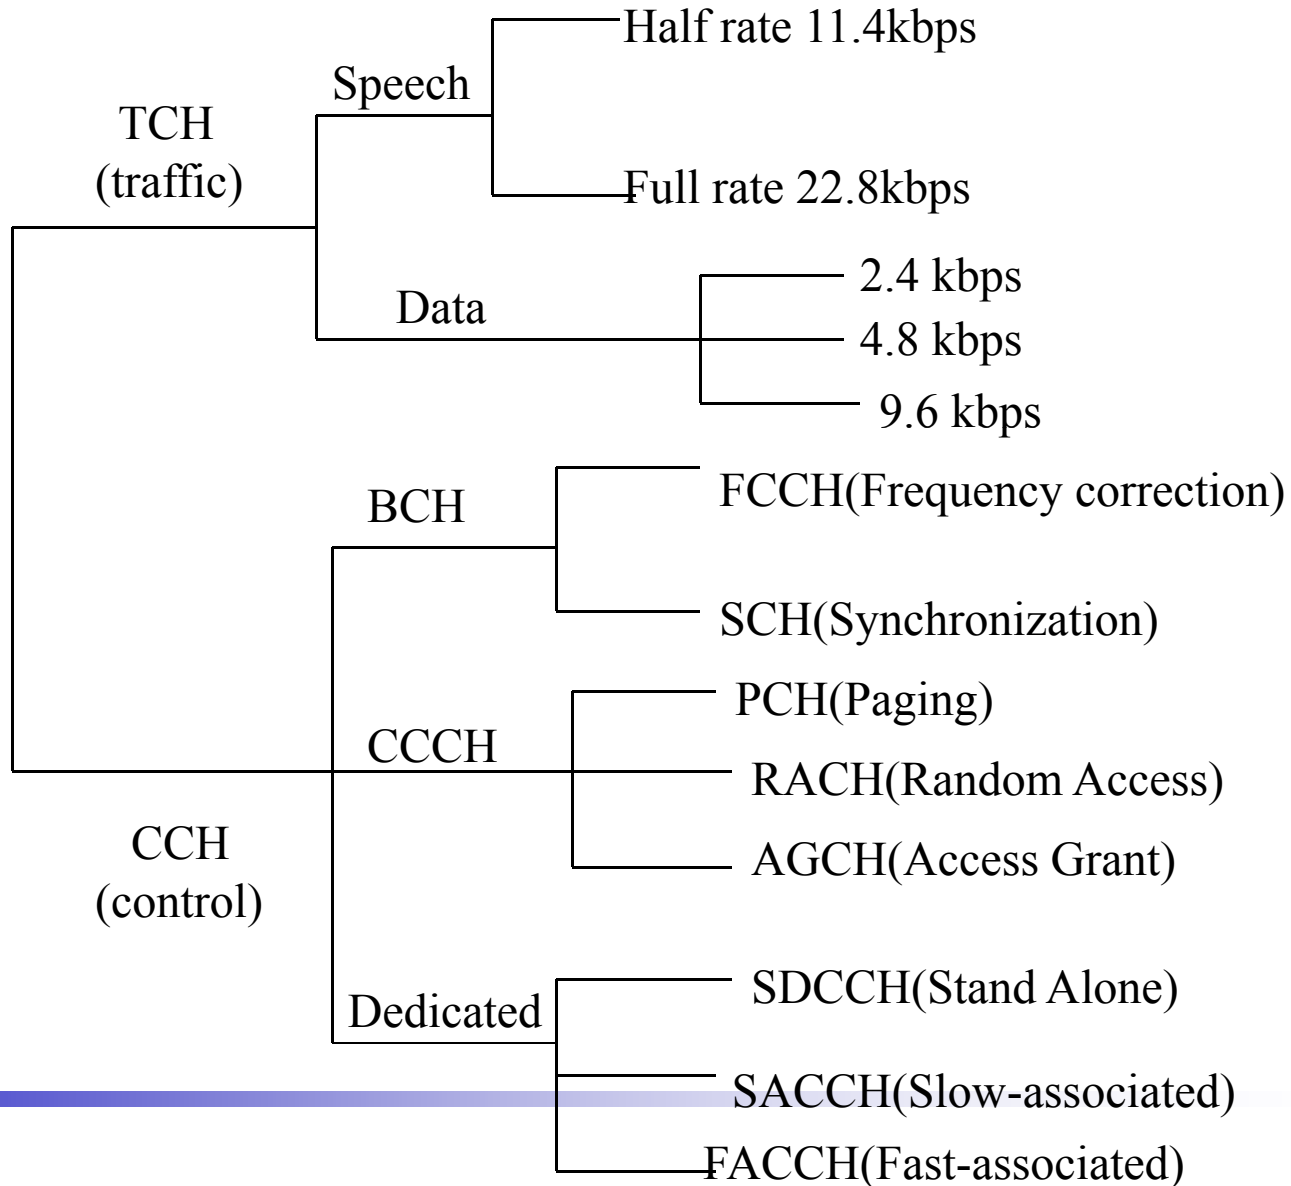 Half rate 11.4kbps
Speech
TCH
(traffic)
Full rate 22.8kbps
2.4 kbps
Data
4.8 kbps
9.6 kbps
FCCH(Frequency correction)
BCH
SCH(Synchronization)
PCH(Paging)
CCCH
RACH(Random Access)
CCH
(control)
AGCH(Access Grant)
SDCCH(Stand Alone)
Dedicated
SACCH(Slow-associated)
FACCH(Fast-associated)